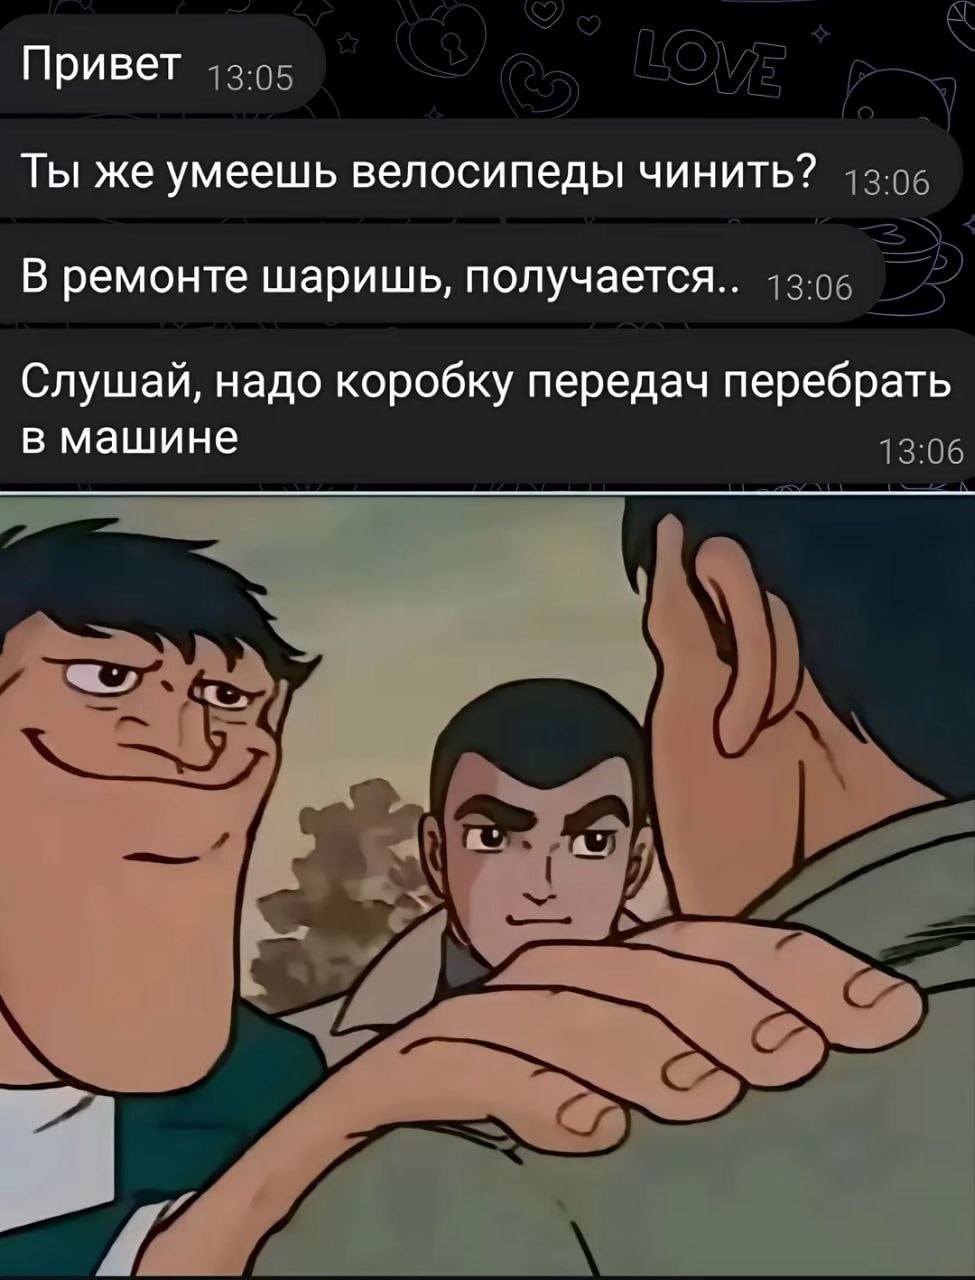 Привет 13:05
LOVE
Ты же умеешь велосипеды чинить? 13:06
В ремонте шаришь, получается.. 13:06
Слушай, надо коробку передач перебрать
в машине 13:06